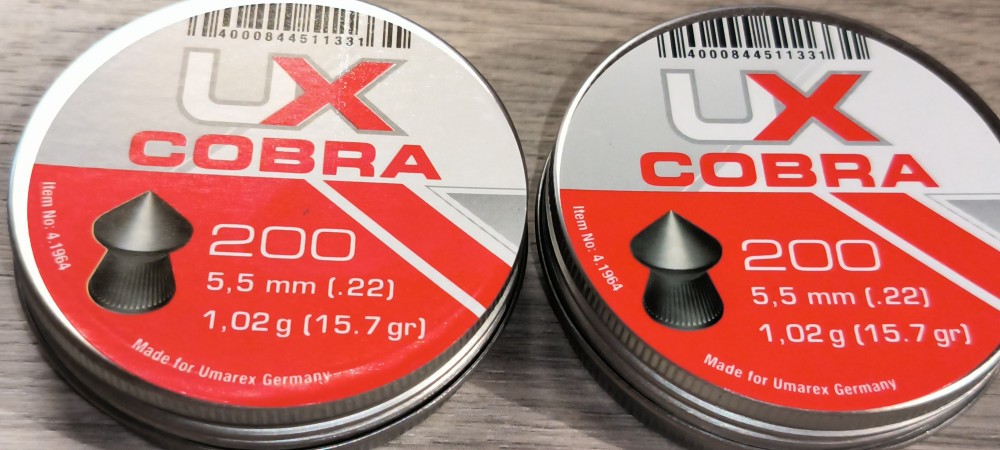 4000844511331
UX
COBRA
Item No: 4.1964
200
5,5 mm (.22)
1,02 g (15.7 gr)
Made for Umarex Germany
4000844511331
UX
COBRA
Item No: 4.1964
200
5,5 mm (.22)
1,02 g (15.7 gr)
Made for Umarex Germany